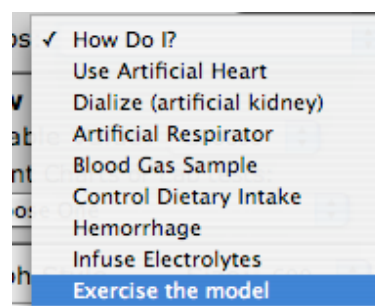 ✓ How Do I?
Use Artificial Heart
Dialize (artificial kidney)
Artificial Respirator
Blood Gas Sample
Control Dietary Intake
Hemorrhage
Infuse Electrolytes
Exercise the model